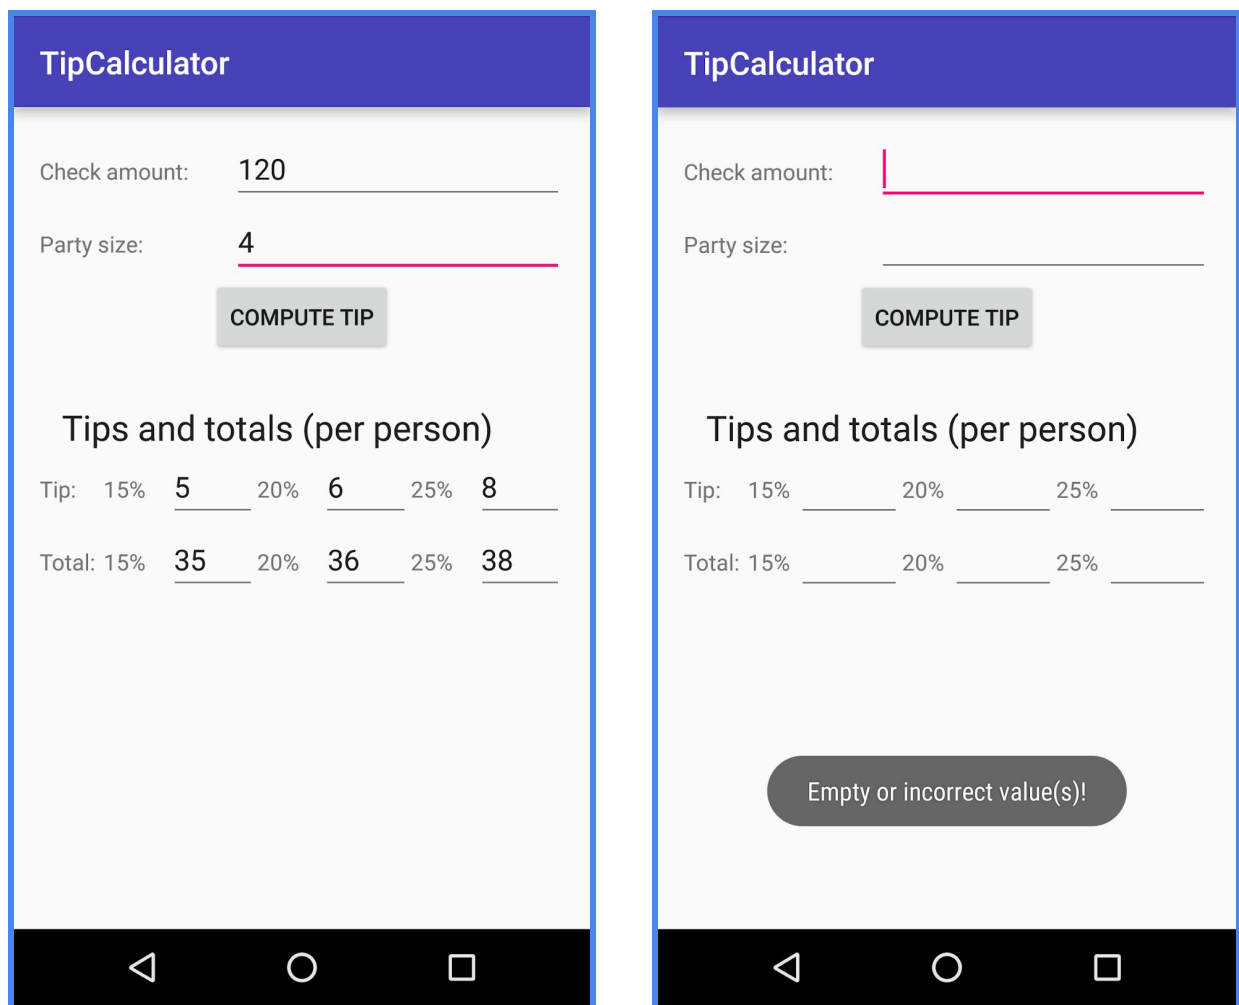 TipCalculator
Check amount: 120
Party size: 4
COMPUTE TIP
Tips and totals (per person)
Tip: 15% 5 20% 6 25% 8
Total: 15% 35 20% 36 25% 38
TipCalculator
Check amount:
Party size:
COMPUTE TIP
Tips and totals (per person)
Tip: 15% 20% 25%
Total: 15% 20% 25%
Empty or incorrect value(s)!